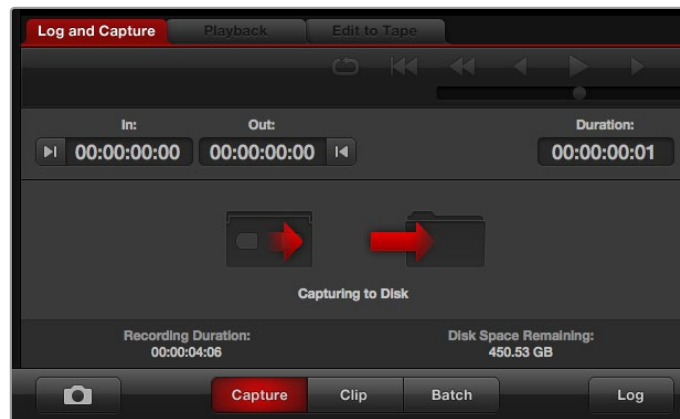 Log and Capture Playback Edit to Tape
In: Out: Duration:
00:00:00:00 00:00:00:00 00:00:00:01
Capturing to Disk
Recording Duration: Disk Space Remaining:
00:00:04:06 450.53 GB
Capture Clip Batch Log